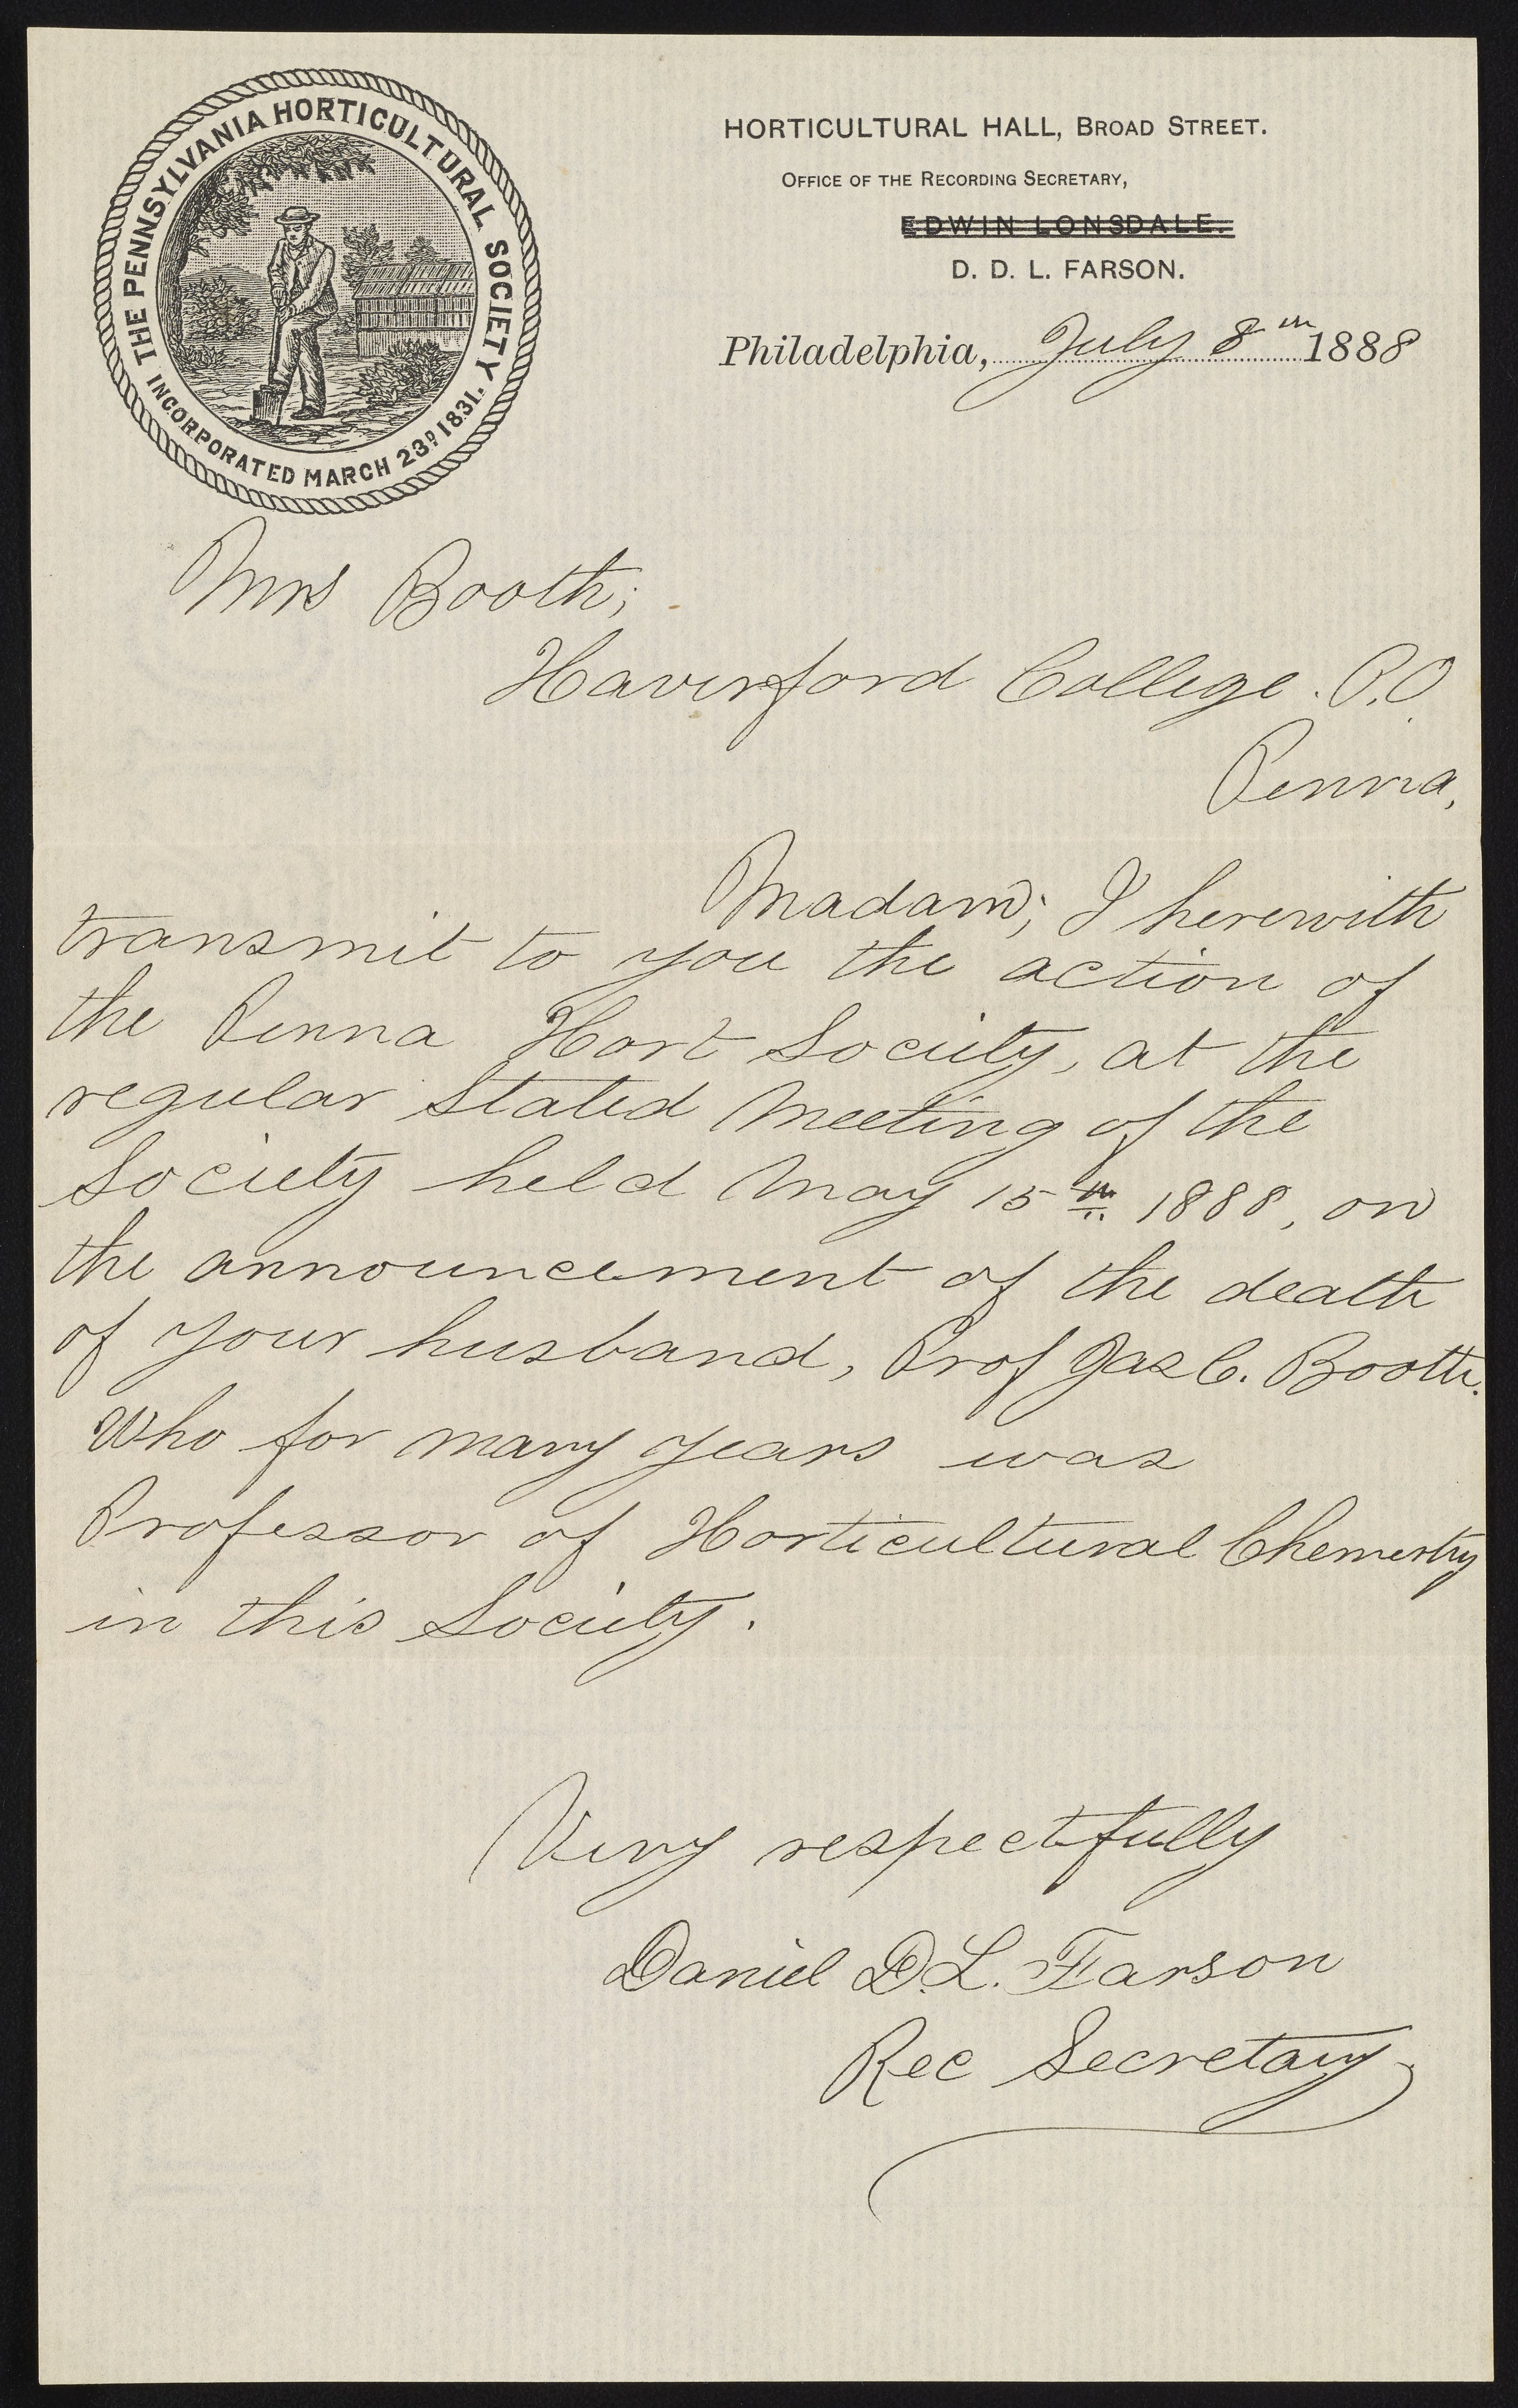 THE PENNSYLVANIA HORTICULTURAL SOCIETY
INCORPORATED MARCH 23D 1831.
HORTICULTURAL HALL, BROAD STREET.
OFFICE OF THE RECORDING SECRETARY,
EDWIN LONSDALE.
D. D. L. FARSON.
Philadelphia, July 8th 1888
Mrs Booth;
Haverford College. P.O.
Penna,
Madam; I herewith
transmit to you the action of
the Penna Hort Society, at the
regular Stated Meeting of the
Society held May 15th 1888, on
the announcement of the death
of your husband, Prof Jas C. Booth.
Who for many years was
Professor of Horticultural Chemestry
in this Society.
Very respectfully
Daniel D. L. Farson
Rec Secretary